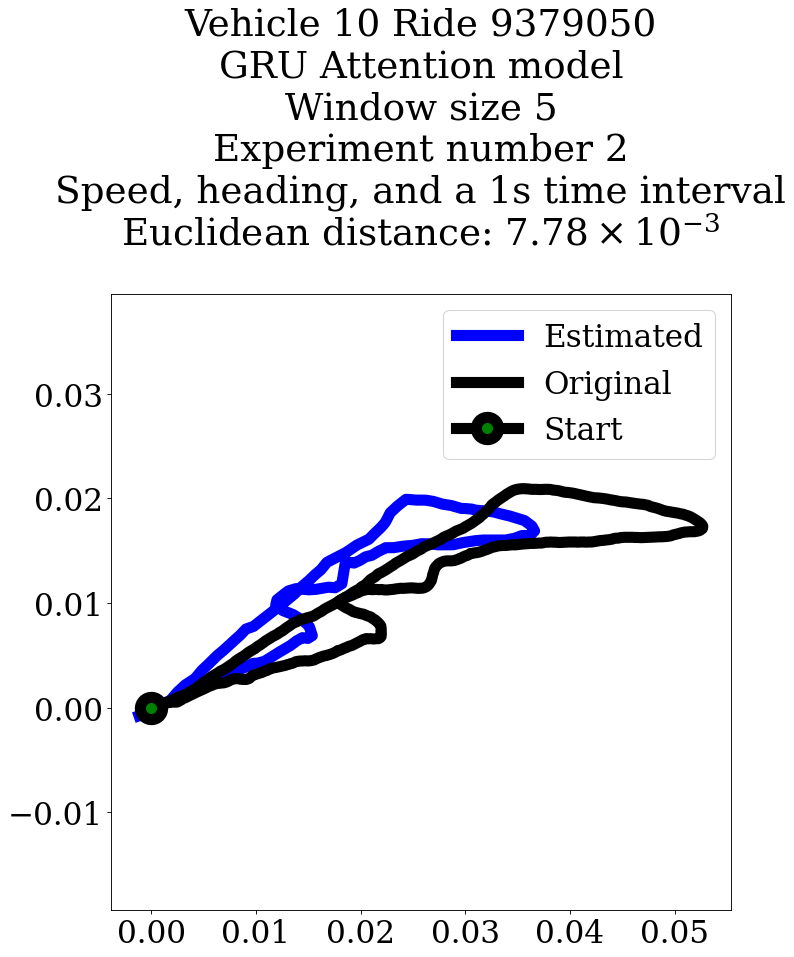 Vehicle 10 Ride 9379050
GRU Attention model
Window size 5
Experiment number 2
Speed, heading, and a 1s time interval
Euclidean distance: 7.78 × 10⁻³
Estimated
Original
Start
0.03
0.02
0.01
0.00
−0.01
0.00 0.01 0.02 0.03 0.04 0.05